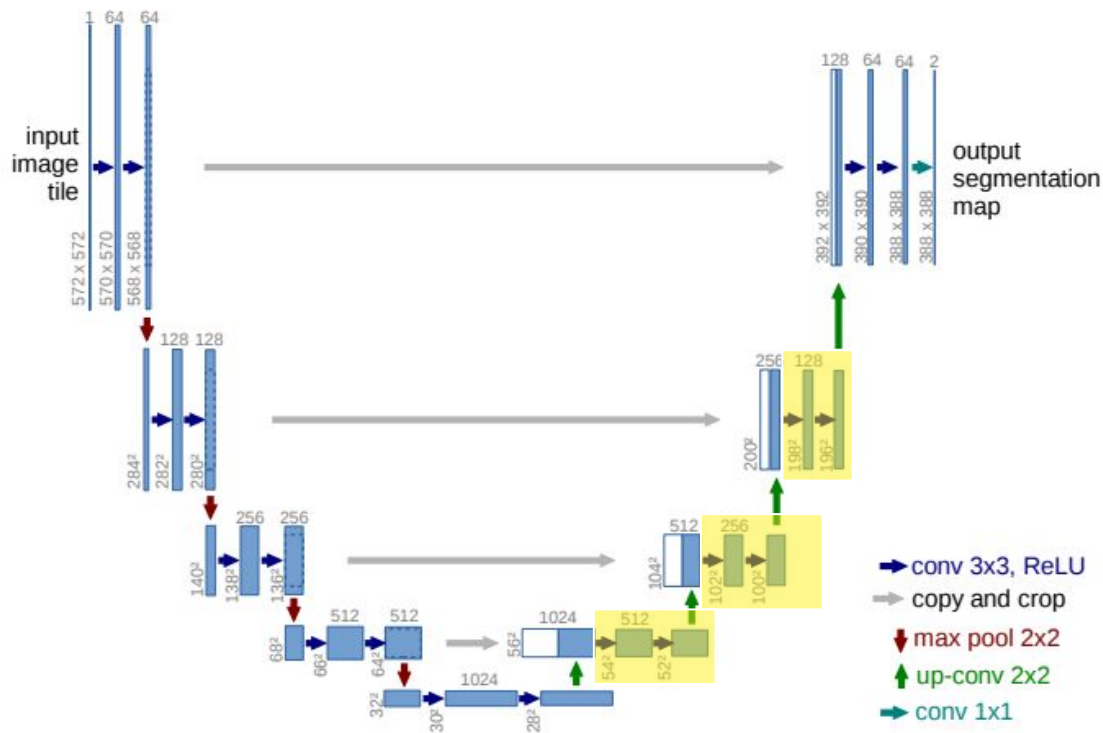 1 64 64
input
image
tile
572 x 572
570 x 570
568 x 568
128 64 64 2
output
segmentation
map
392 x 392
390 x 390
388 x 388
388 x 388
128 128
284²
282²
280²
256 128
200²
198²
196²
256 256
140²
138²
136²
512 256
104²
102²
100²
512 512
68²
66²
64²
1024 512
56²
54²
52²
1024
32²
30²
28²
conv 3x3, ReLU
copy and crop
max pool 2x2
up-conv 2x2
conv 1x1